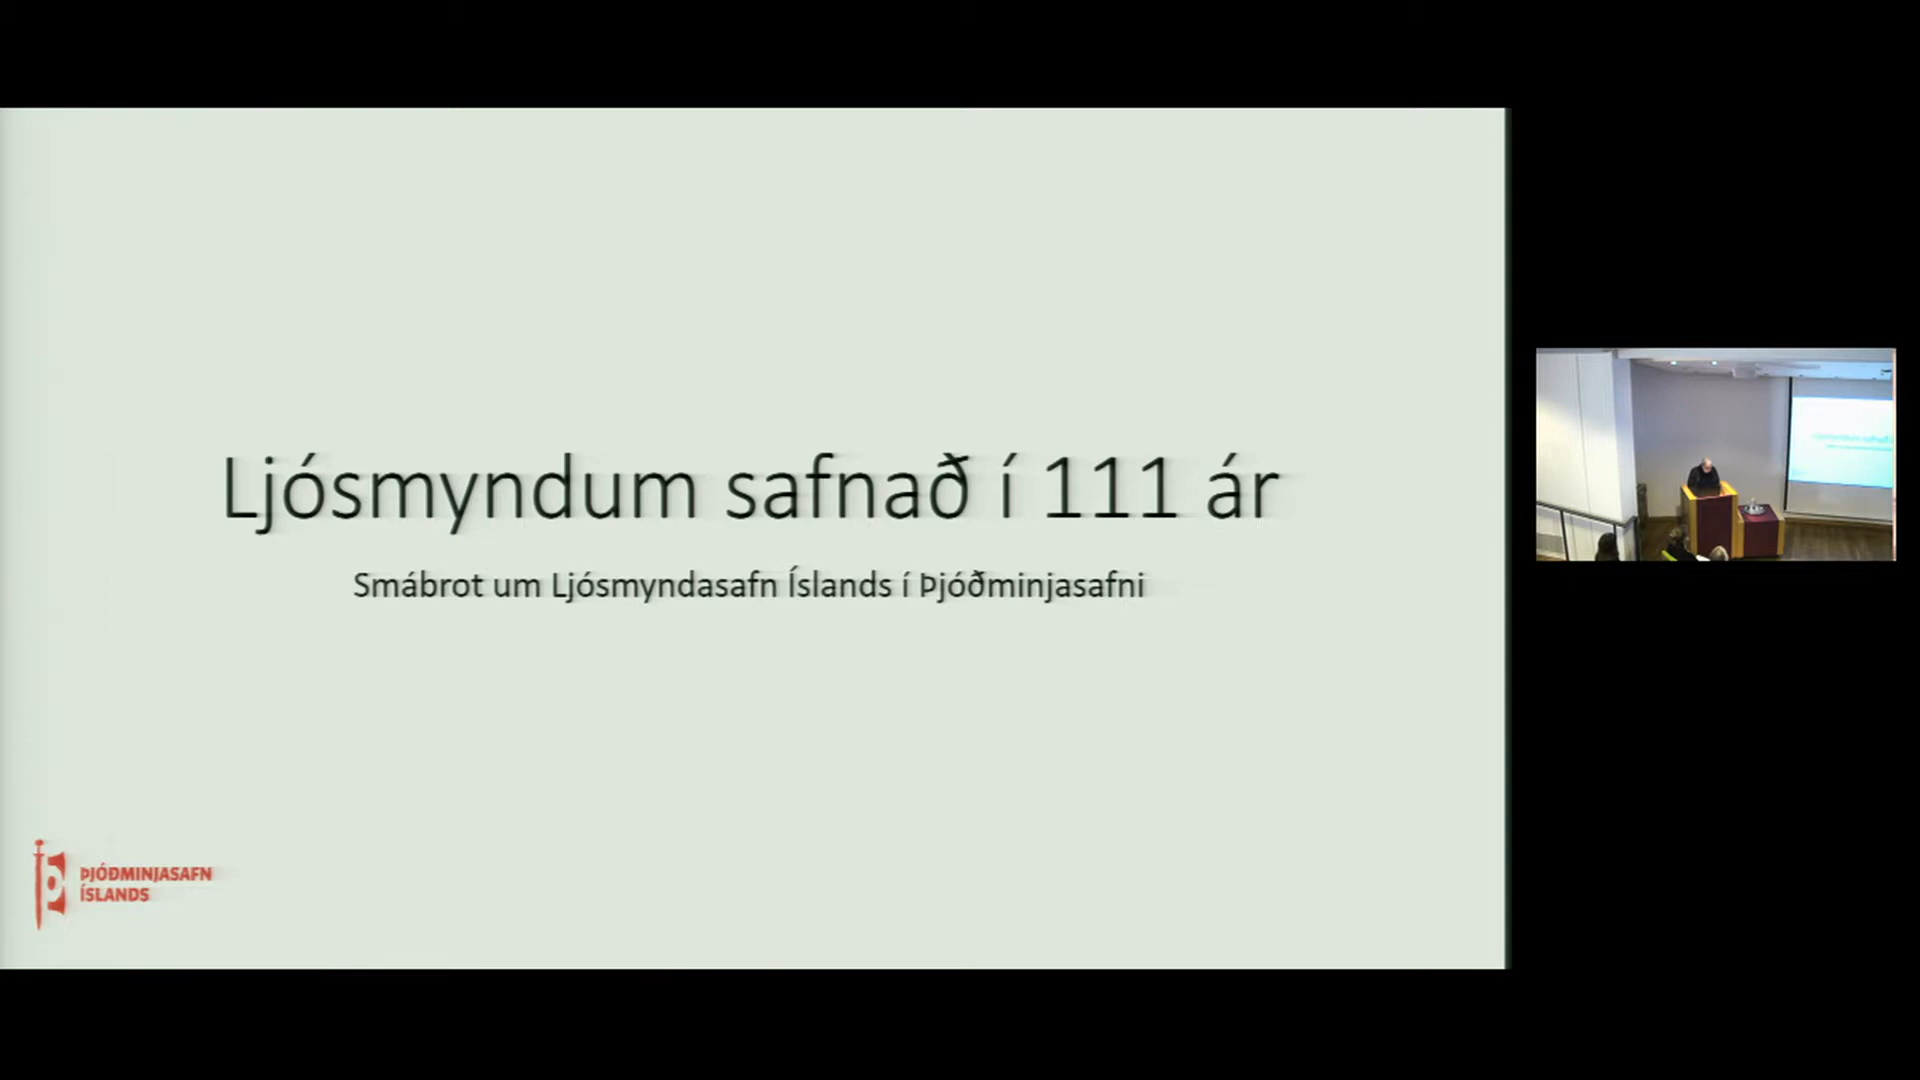 Ljósmyndum safnað í 111 ár
Smábrot um Ljósmyndasafn Íslands í Þjóðminjasafni
ÞJÓÐMINJASAFN
ÍSLANDS